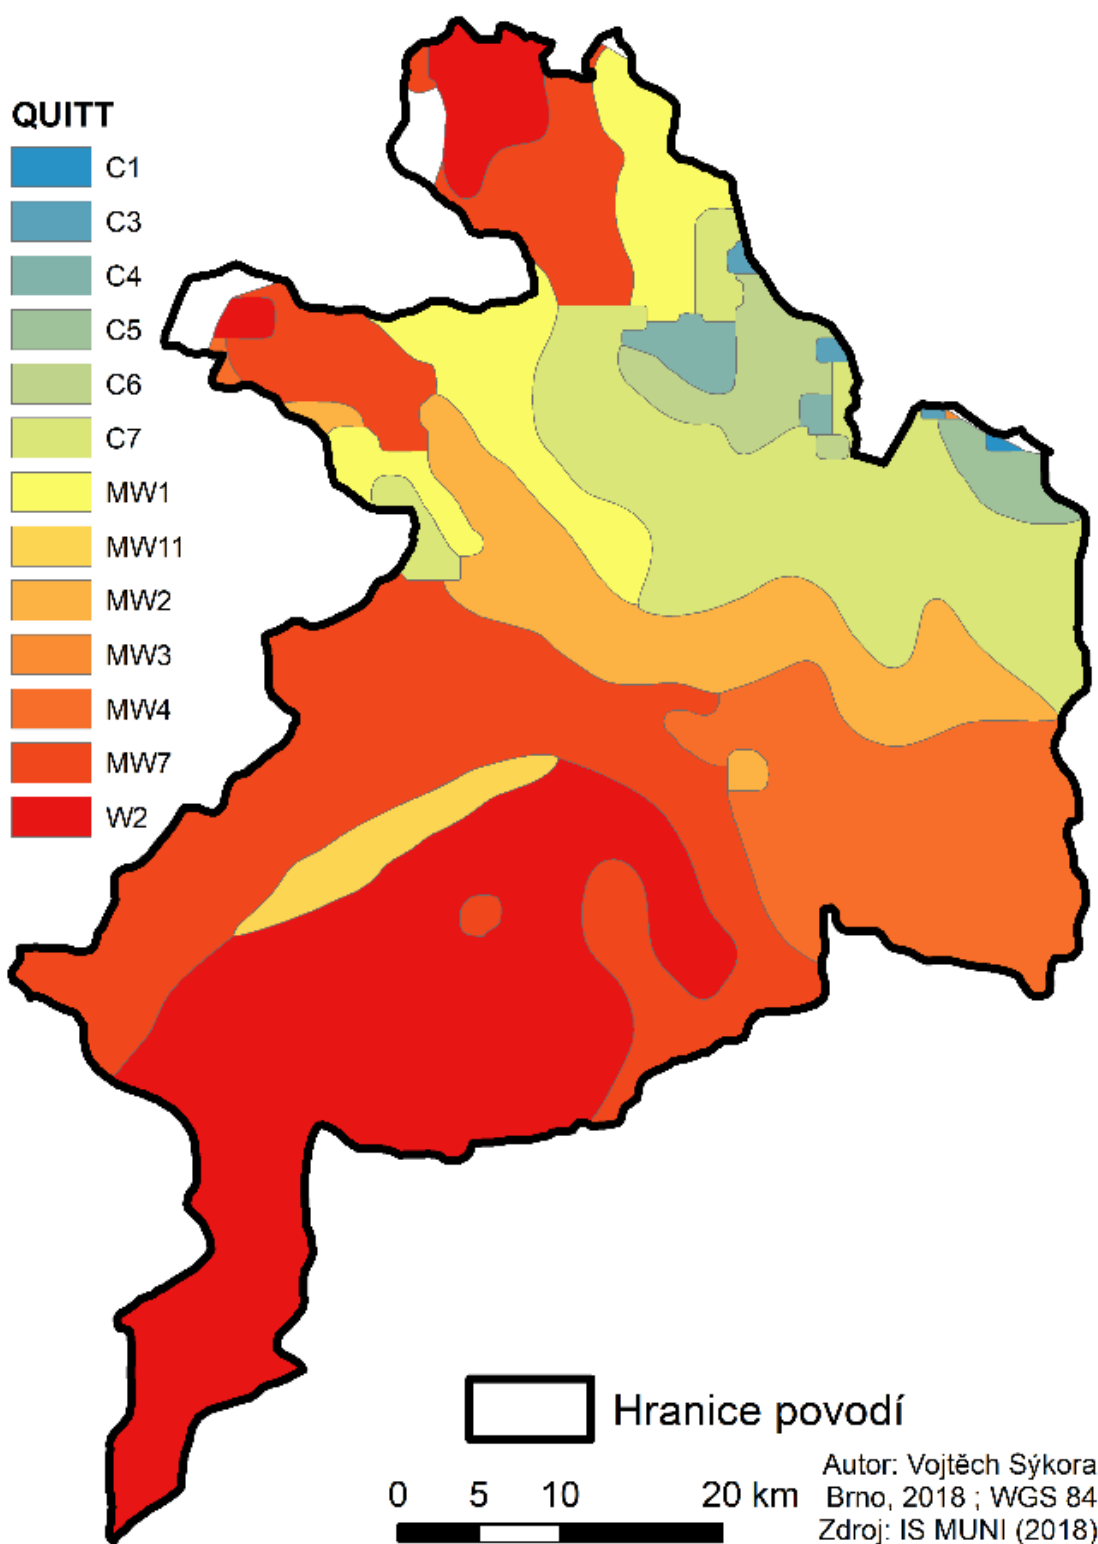 QUITT
C1
C3
C4
C5
C6
C7
MW1
MW11
MW2
MW3
MW4
MW7
W2
Hranice povodí
0 5 10 20 km
Autor: Vojtěch Sýkora
Brno, 2018 ; WGS 84
Zdroj: IS MUNI (2018)